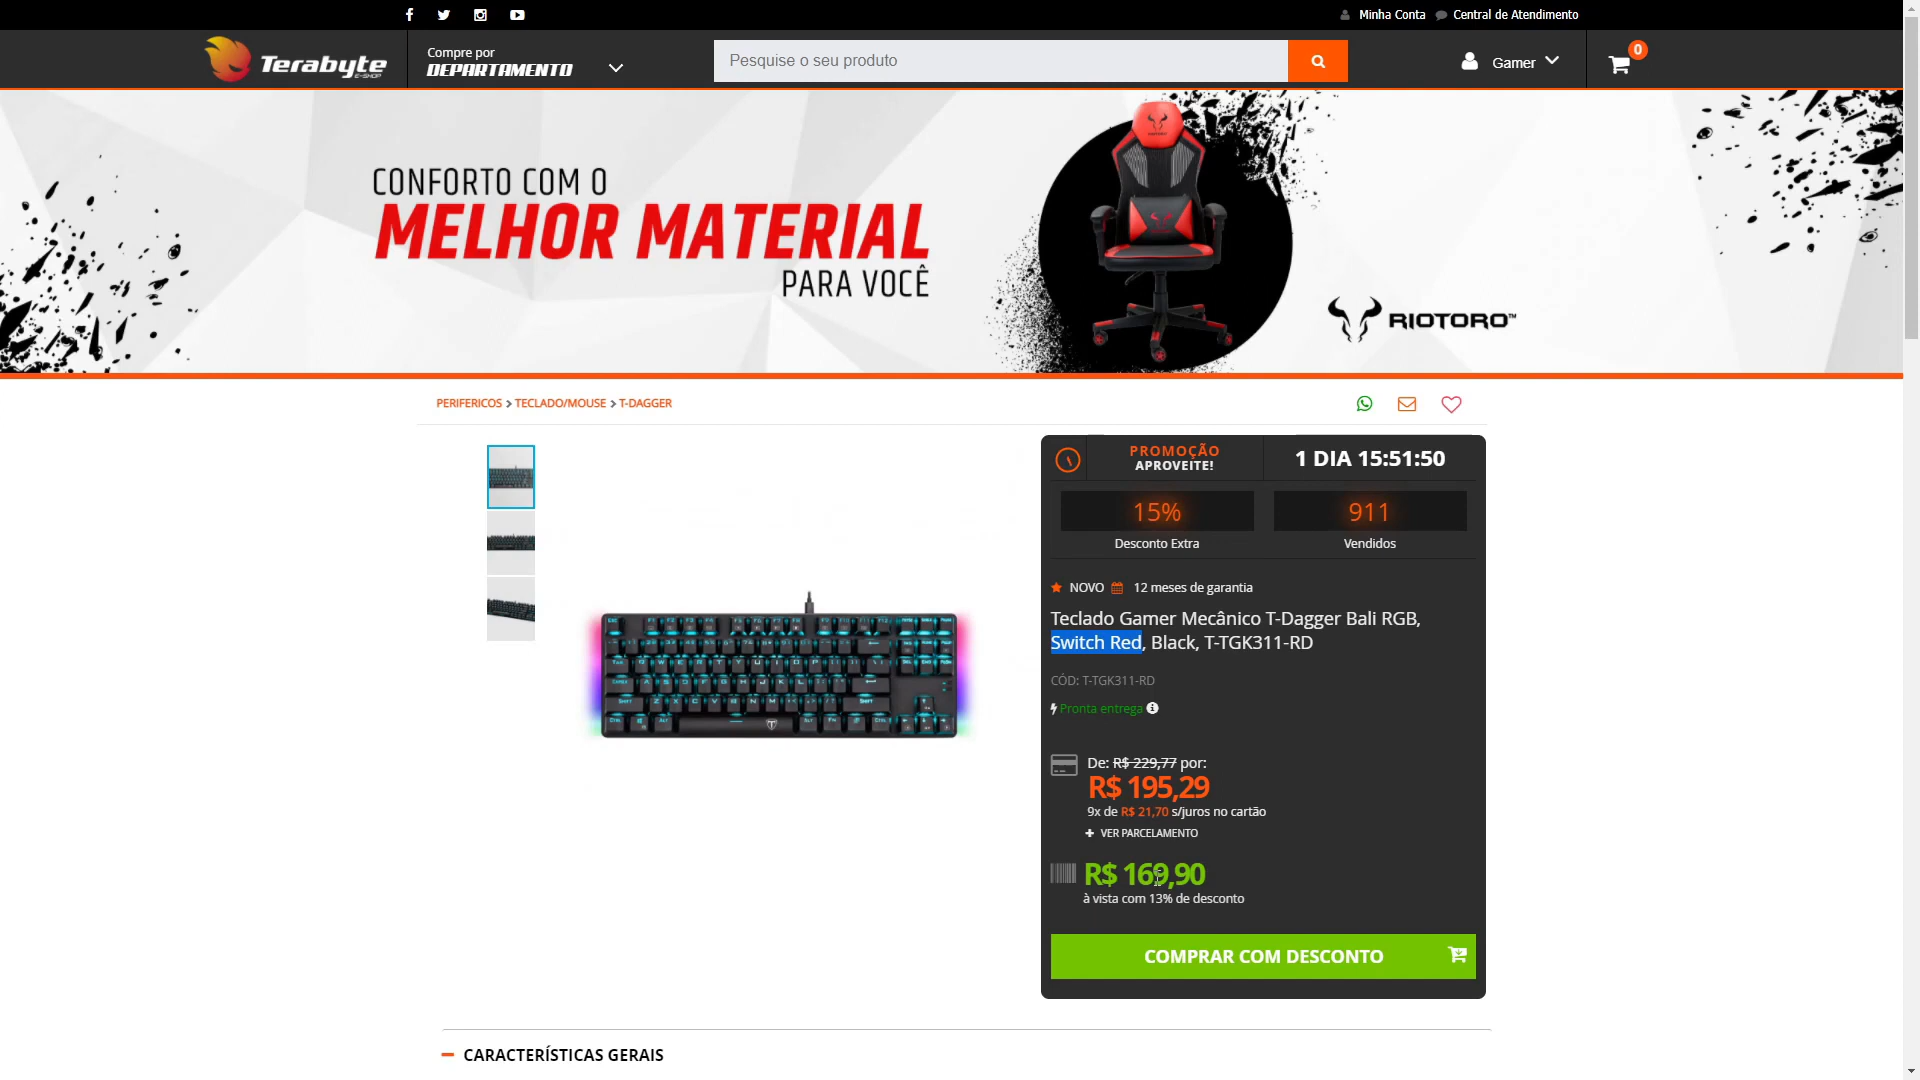 Minha Conta
Central de Atendimento
Terabyte
E-SHOP
Compre por
DEPARTAMENTO
Pesquise o seu produto
Gamer
0
CONFORTO COM O
MELHOR MATERIAL
PARA VOCÊ
RIOTORO™
PERIFERICOS > TECLADO/MOUSE > T-DAGGER
PROMOÇÃO
APROVEITE!
1 DIA 15:51:50
15%
Desconto Extra
911
Vendidos
NOVO 12 meses de garantia
Teclado Gamer Mecânico T-Dagger Bali RGB,
Switch Red, Black, T-TGK311-RD
CÓD: T-TGK311-RD
Pronta entrega
De: R$ 229,77 por:
R$ 195,29
9x de R$ 21,70 s/juros no cartão
+ VER PARCELAMENTO
R$ 169,90
à vista com 13% de desconto
COMPRAR COM DESCONTO
CARACTERÍSTICAS GERAIS